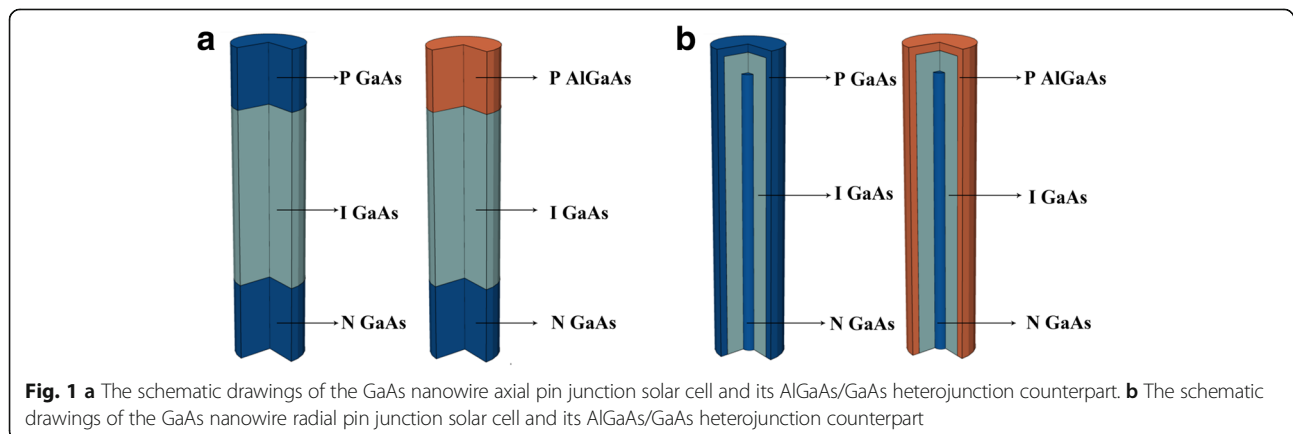 a
P GaAs
P AlGaAs
I GaAs
I GaAs
N GaAs
N GaAs
b
P GaAs
P AlGaAs
I GaAs
I GaAs
N GaAs
N GaAs
Fig. 1 a The schematic drawings of the GaAs nanowire axial pin junction solar cell and its AlGaAs/GaAs heterojunction counterpart. b The schematic
drawings of the GaAs nanowire radial pin junction solar cell and its AlGaAs/GaAs heterojunction counterpart